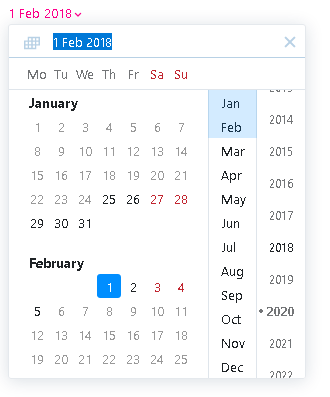 1 Feb 2018
1 Feb 2018
Mo Tu We Th Fr Sa Su
January
1 2 3 4 5 6 7
8 9 10 11 12 13 14
15 16 17 18 19 20 21
22 23 24 25 26 27 28
29 30 31
February
1 2 3 4
5 6 7 8 9 10 11
12 13 14 15 16 17 18
19 20 21 22 23 24 25
Jan
Feb
Mar
Apr
May
Jun
Jul
Aug
Sep
Oct
Nov
Dec
2013
2014
2015
2016
2017
2018
2019
• 2020
2021
2022